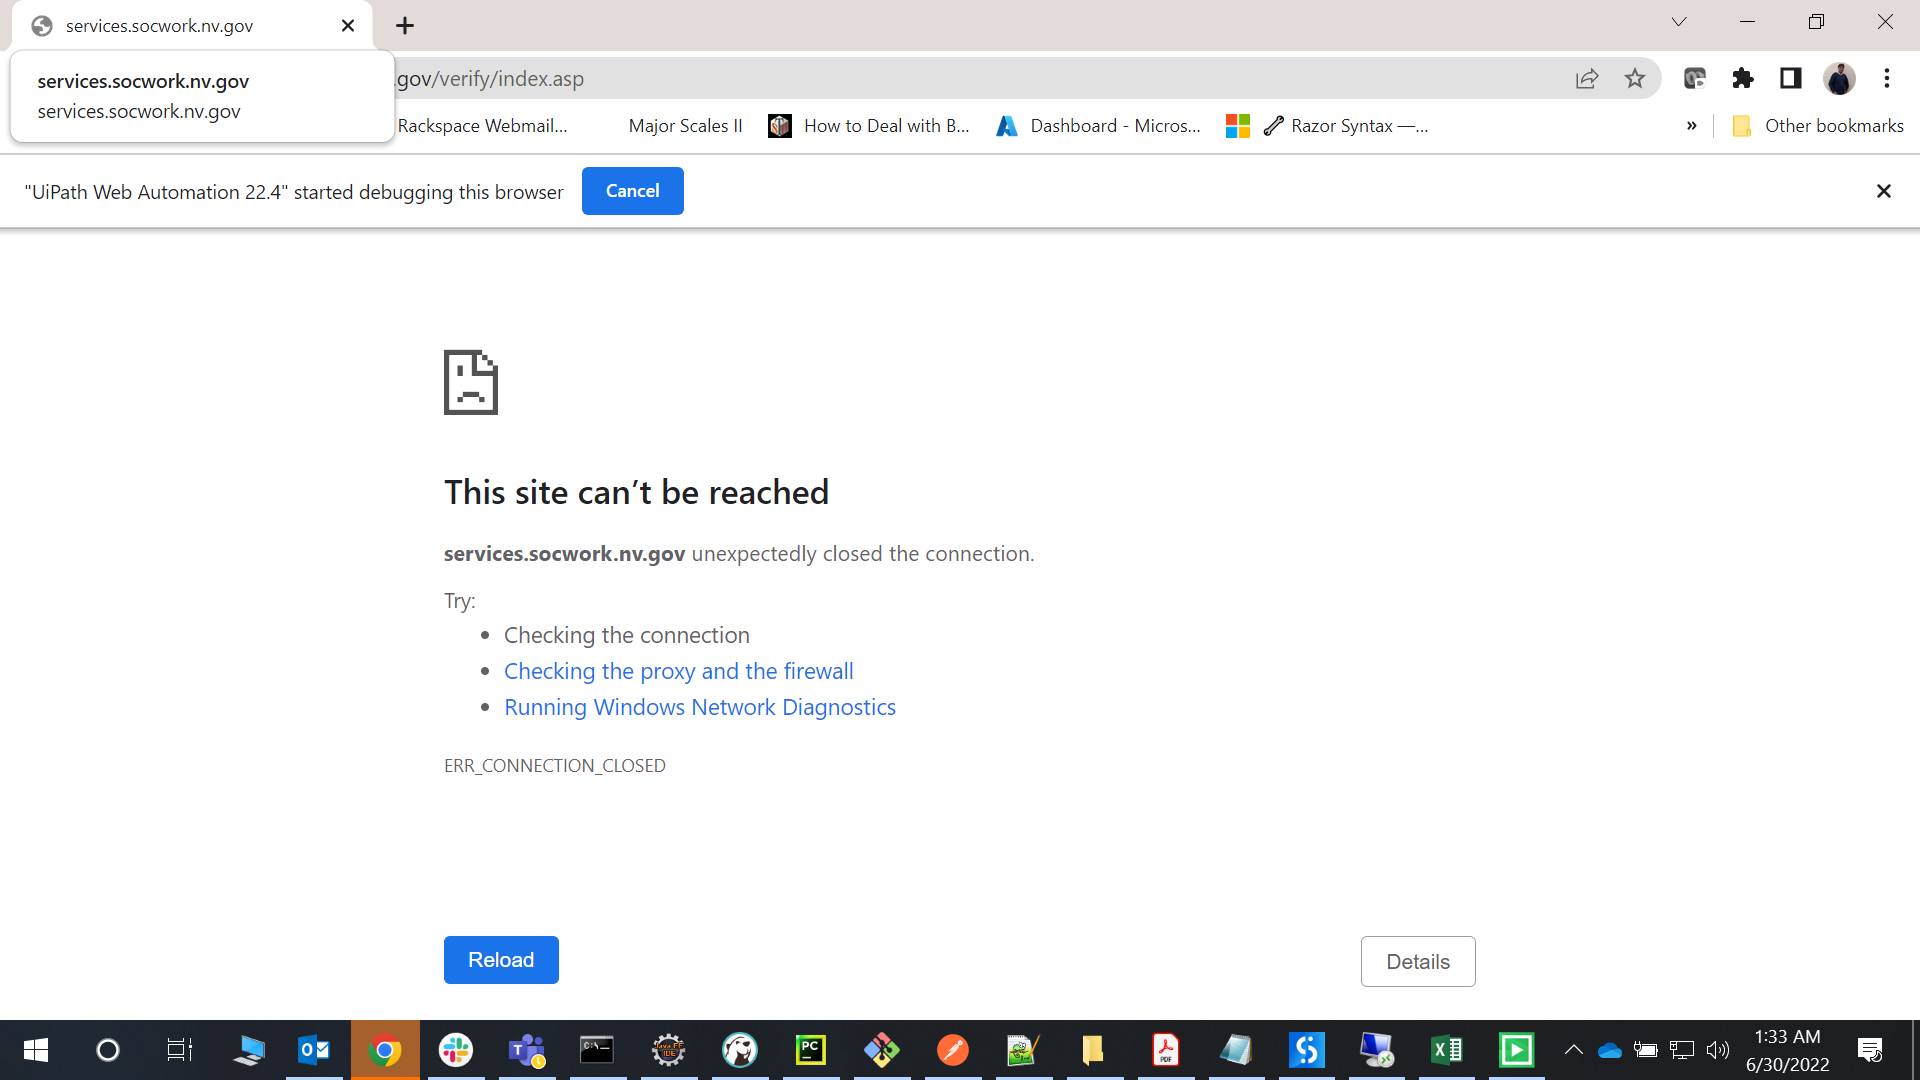 services.socwork.nv.gov
services.socwork.nv.gov
services.socwork.nv.gov
.gov/verify/index.asp
Rackspace Webmail...
Major Scales II
How to Deal with B...
Dashboard - Micros...
Razor Syntax —...
»
Other bookmarks
"UiPath Web Automation 22.4" started debugging this browser
Cancel
This site can’t be reached
services.socwork.nv.gov unexpectedly closed the connection.
Try:
Checking the connection
Checking the proxy and the firewall
Running Windows Network Diagnostics
ERR_CONNECTION_CLOSED
Reload
Details
PC
PDF
1:33 AM
6/30/2022